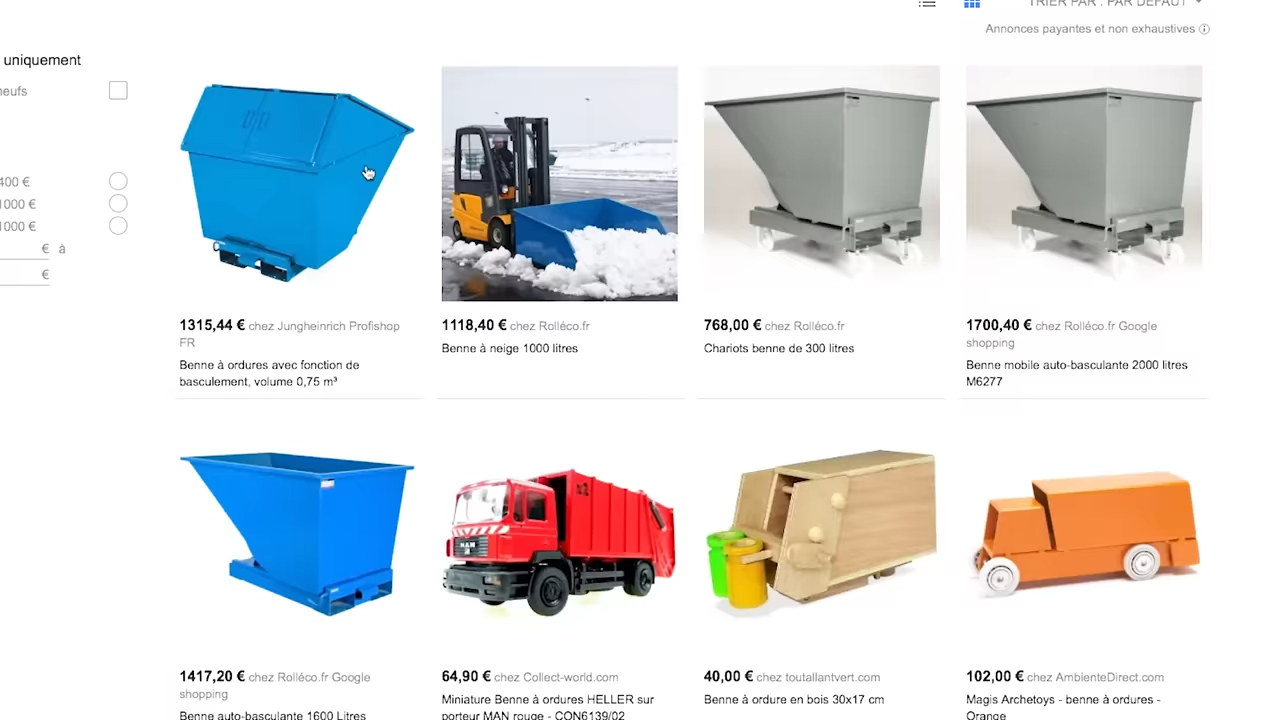 TRIER PAR : PAR DÉFAUT
Annonces payantes et non exhaustives
uniquement
neufs
400 €
1000 €
1000 €
€ à
€
1315,44 € chez Jungheinrich Profishop
FR
Benne à ordures avec fonction de
basculement, volume 0,75 m³
1118,40 € chez Rolléco.fr
Benne à neige 1000 litres
768,00 € chez Rolléco.fr
Chariots benne de 300 litres
1700,40 € chez Rolléco.fr Google
shopping
Benne mobile auto-basculante 2000 litres
M6277
1417,20 € chez Rolléco.fr Google
shopping
Benne auto-basculante 1600 Litres
64,90 € chez Collect-world.com
Miniature Benne à ordures HELLER sur
porteur MAN rouge - CON6139/02
40,00 € chez toutallantvert.com
Benne à ordure en bois 30x17 cm
102,00 € chez AmbienteDirect.com
Magis Archetoys - benne à ordures -
Orange